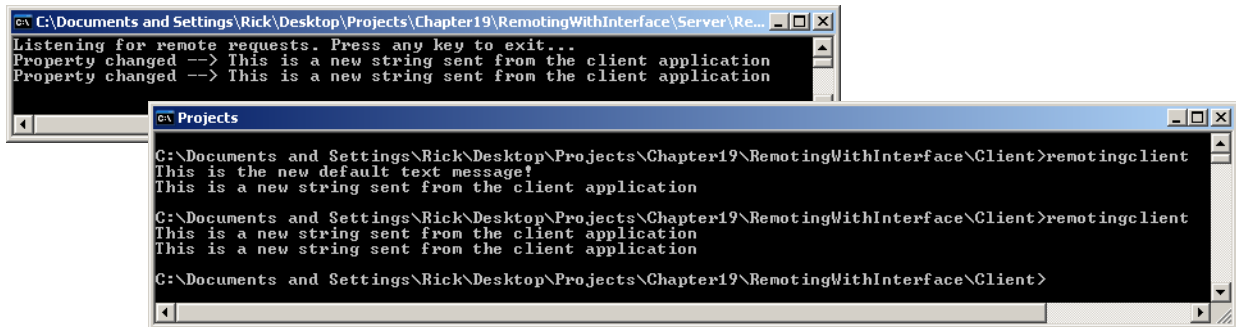 C:\Documents and Settings\Rick\Desktop\Projects\Chapter19\RemotingWithInterface\Server\Re...
Listening for remote requests. Press any key to exit...
Property changed --> This is a new string sent from the client application
Property changed --> This is a new string sent from the client application
Projects
C:\Documents and Settings\Rick\Desktop\Projects\Chapter19\RemotingWithInterface\Client>remotingclient
This is the new default text message!
This is a new string sent from the client application
C:\Documents and Settings\Rick\Desktop\Projects\Chapter19\RemotingWithInterface\Client>remotingclient
This is a new string sent from the client application
This is a new string sent from the client application
C:\Documents and Settings\Rick\Desktop\Projects\Chapter19\RemotingWithInterface\Client>